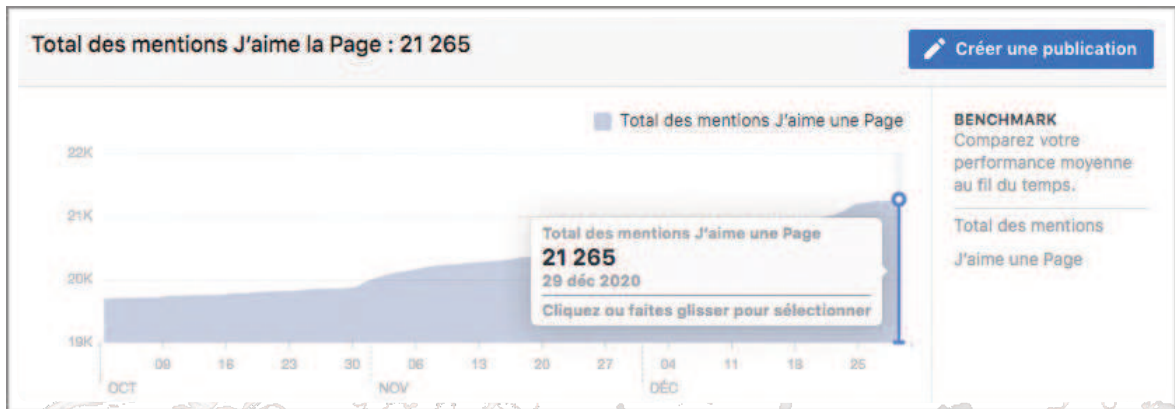 Total des mentions J'aime la Page : 21 265
Créer une publication
Total des mentions J'aime une Page
BENCHMARK
Comparez votre
performance moyenne
au fil du temps.
Total des mentions
J'aime une Page
22K
21K
20K
19K
Total des mentions J'aime une Page
21 265
29 déc 2020
Cliquez ou faites glisser pour sélectionner
09 16 23 30 06 13 20 27 04 11 18 25
OCT NOV DÉC